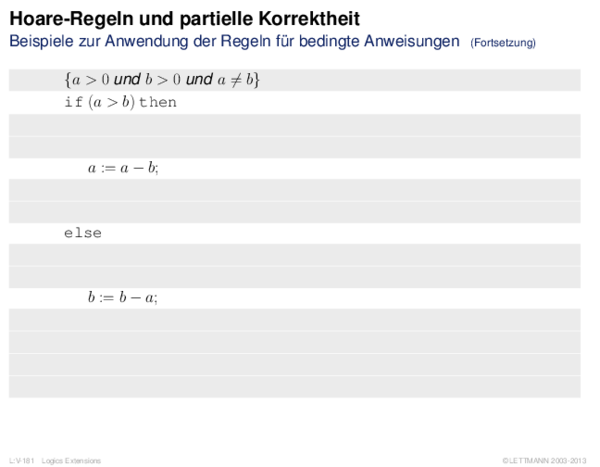 Hoare-Regeln und partielle Korrektheit
Beispiele zur Anwendung der Regeln für bedingte Anweisungen (Fortsetzung)
{a > 0 und b > 0 und a ≠ b}
if (a > b) then
a := a − b;
else
b := b − a;
L:V-181 Logics Extensions ©LETTMANN 2003-2013